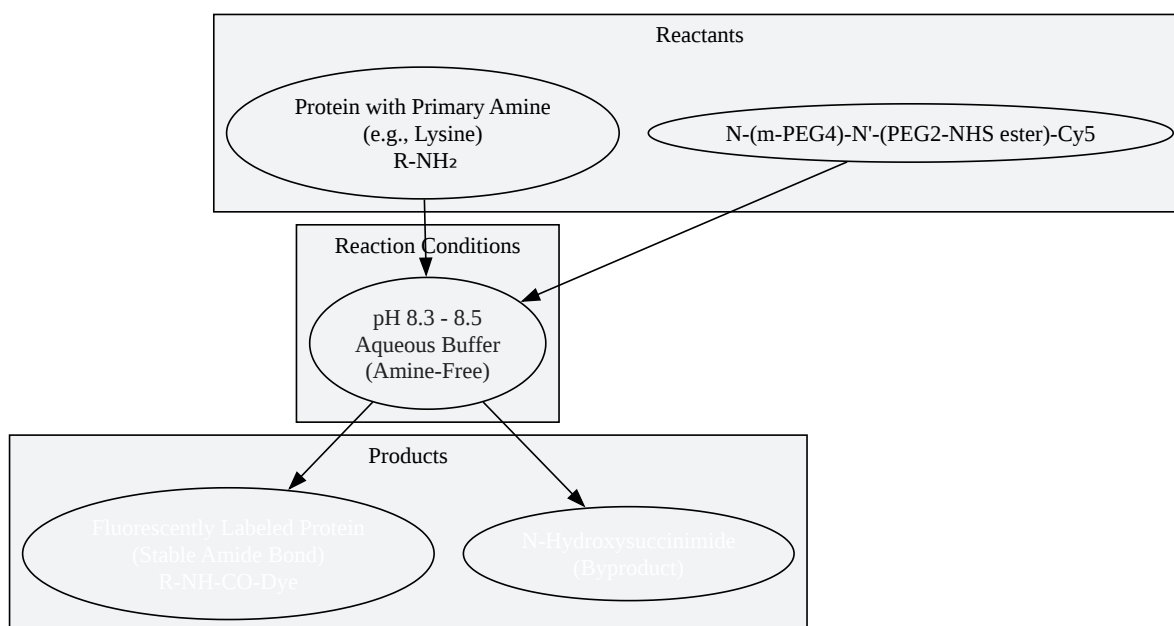 Reactants
Protein with Primary Amine
(e.g., Lysine)
R-NH₂
N-(m-PEG4)-N'-(PEG2-NHS ester)-Cy5
Reaction Conditions
pH 8.3 - 8.5
Aqueous Buffer
(Amine-Free)
Products
Fluorescently Labeled Protein
(Stable Amide Bond)
R-NH-CO-Dye
N-Hydroxysuccinimide
(Byproduct)